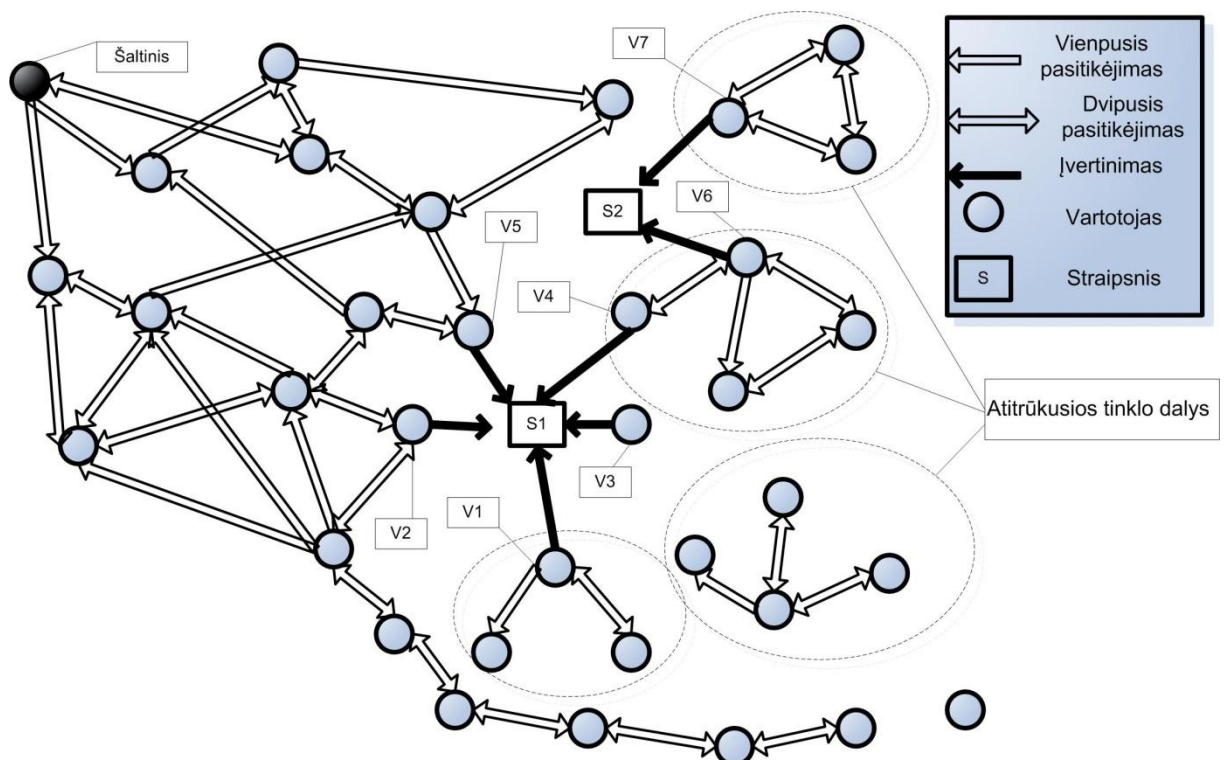 Šaltinis
V7
Vienpusis
pasitikėjimas
Dvipusis
pasitikėjimas
Įvertinimas
Vartotojas
S
Straipsnis
S2
V6
V5
V4
Atitrūkusios tinklo dalys
S1
V3
V2
V1